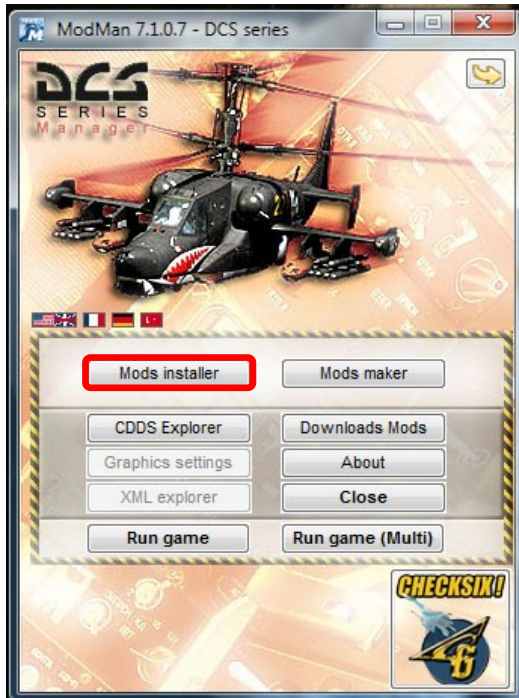 ModMan 7.1.0.7 - DCS series
DCS
SERIES
Manager
Mods installer
Mods maker
CDDS Explorer
Downloads Mods
Graphics settings
About
XML explorer
Close
Run game
Run game (Multi)
CHECKSIX!